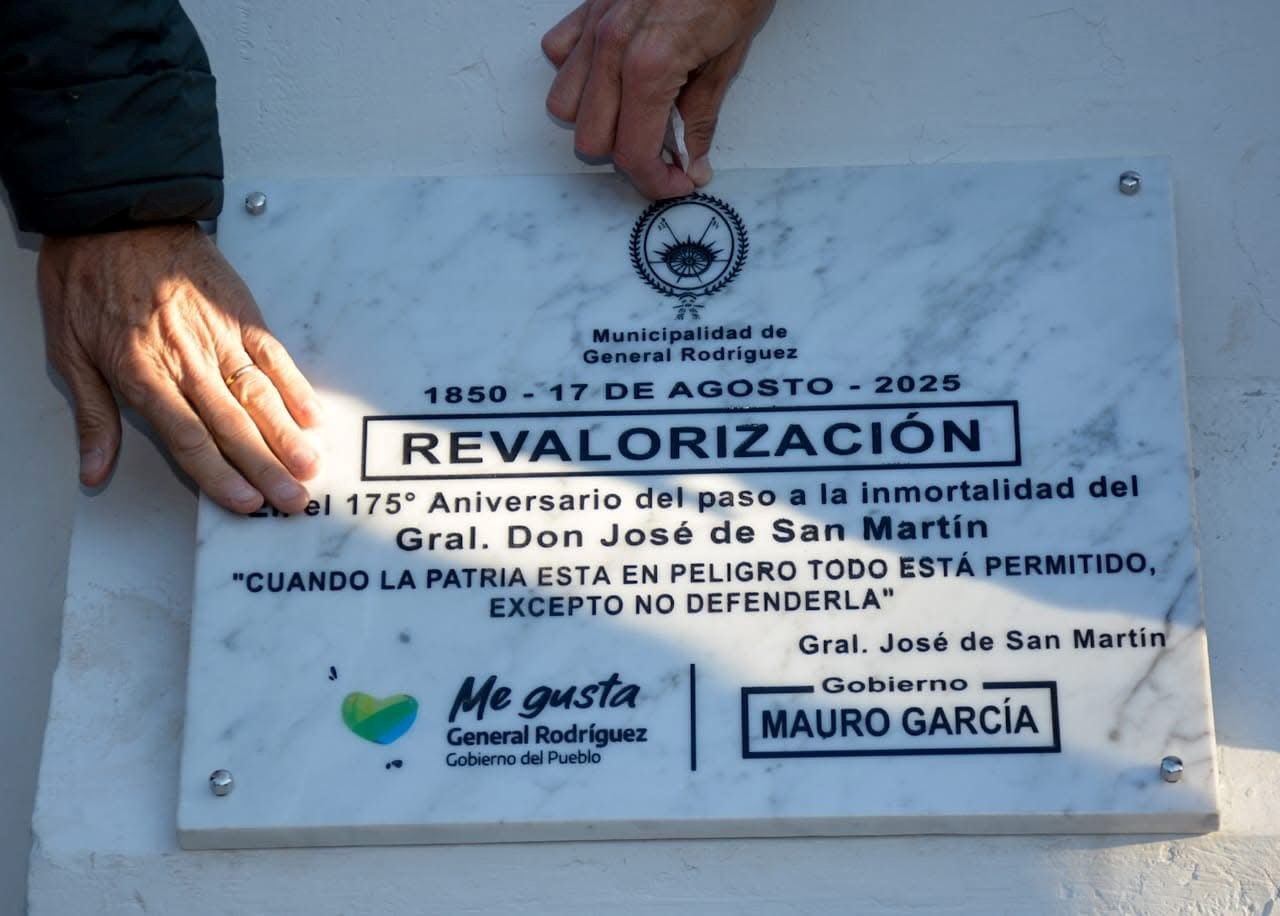 Municipalidad de
General Rodríguez
1850 - 17 DE AGOSTO - 2025
REVALORIZACIÓN
En el 175° Aniversario del paso a la inmortalidad del
Gral. Don José de San Martín
"CUANDO LA PATRIA ESTA EN PELIGRO TODO ESTÁ PERMITIDO,
EXCEPTO NO DEFENDERLA"
Gral. José de San Martín
Me gusta
General Rodríguez
Gobierno del Pueblo
Gobierno
MAURO GARCÍA